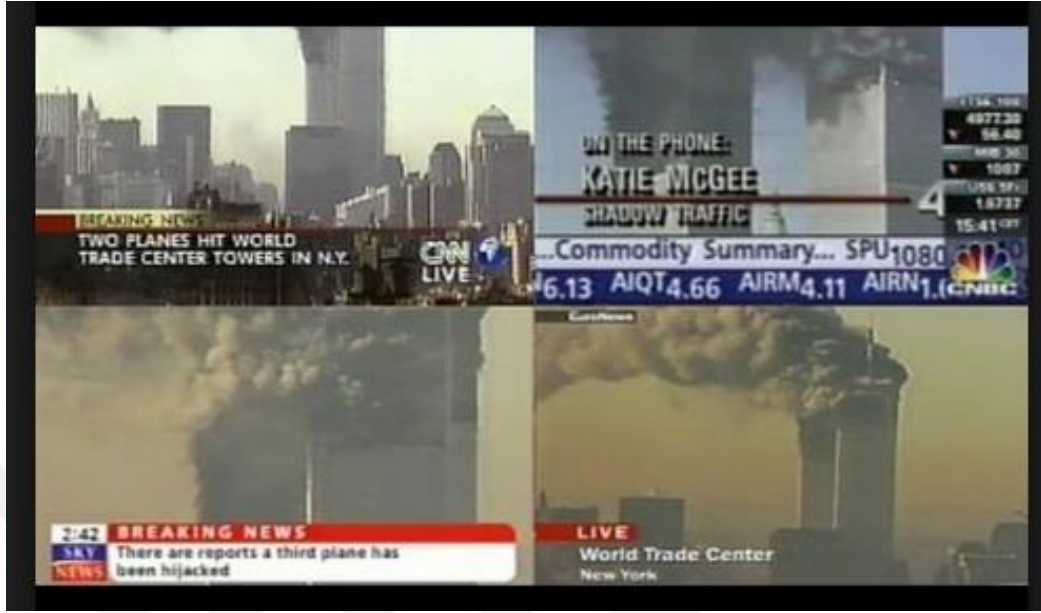 BREAKING NEWS
TWO PLANES HIT WORLD
TRADE CENTER TOWERS IN N.Y.
CNN
LIVE
ON THE PHONE:
KATIE McGEE
SHADOW TRAFFIC
4
4977.30
56.40
1087
15:41
...Commodity Summary... SPU1080
6.13 AIQT4.66 AIRM4.11 AIRN1.
CNBC
2:42 BREAKING NEWS
SKY There are reports a third plane has
NEWS been hijacked
EuroNews
LIVE
World Trade Center
New York